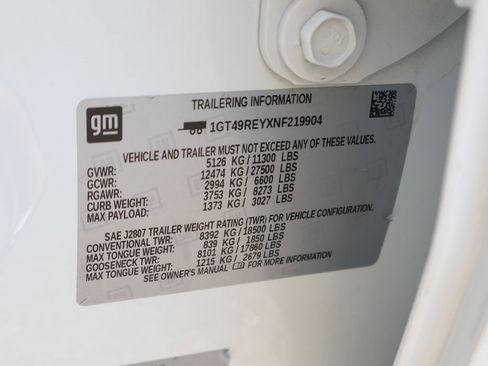 gm
TRAILERING INFORMATION
1GT49REYXNF219904
VEHICLE AND TRAILER MUST NOT EXCEED ANY OF THESE MAXIMUMS
GVWR: 5126 KG/11300 LBS
GCWR: 12474 KG/27500 LBS
RGAWR: 2994 KG/ 6600 LBS
CURB WEIGHT: 3753 KG/ 8273 LBS
MAX PAYLOAD: 1373 KG/ 3027 LBS
SAE J2807 TRAILER WEIGHT RATING (TWR) FOR VEHICLE CONFIGURATION.
CONVENTIONAL TWR: 8392 KG/18500 LBS
MAX TONGUE WEIGHT: 839 KG/ 1850 LBS
GOOSENECK TWR: 8101 KG/17860 LBS
MAX TONGUE WEIGHT: 1215 KG/ 2679 LBS
SEE OWNER'S MANUAL FOR MORE INFORMATION